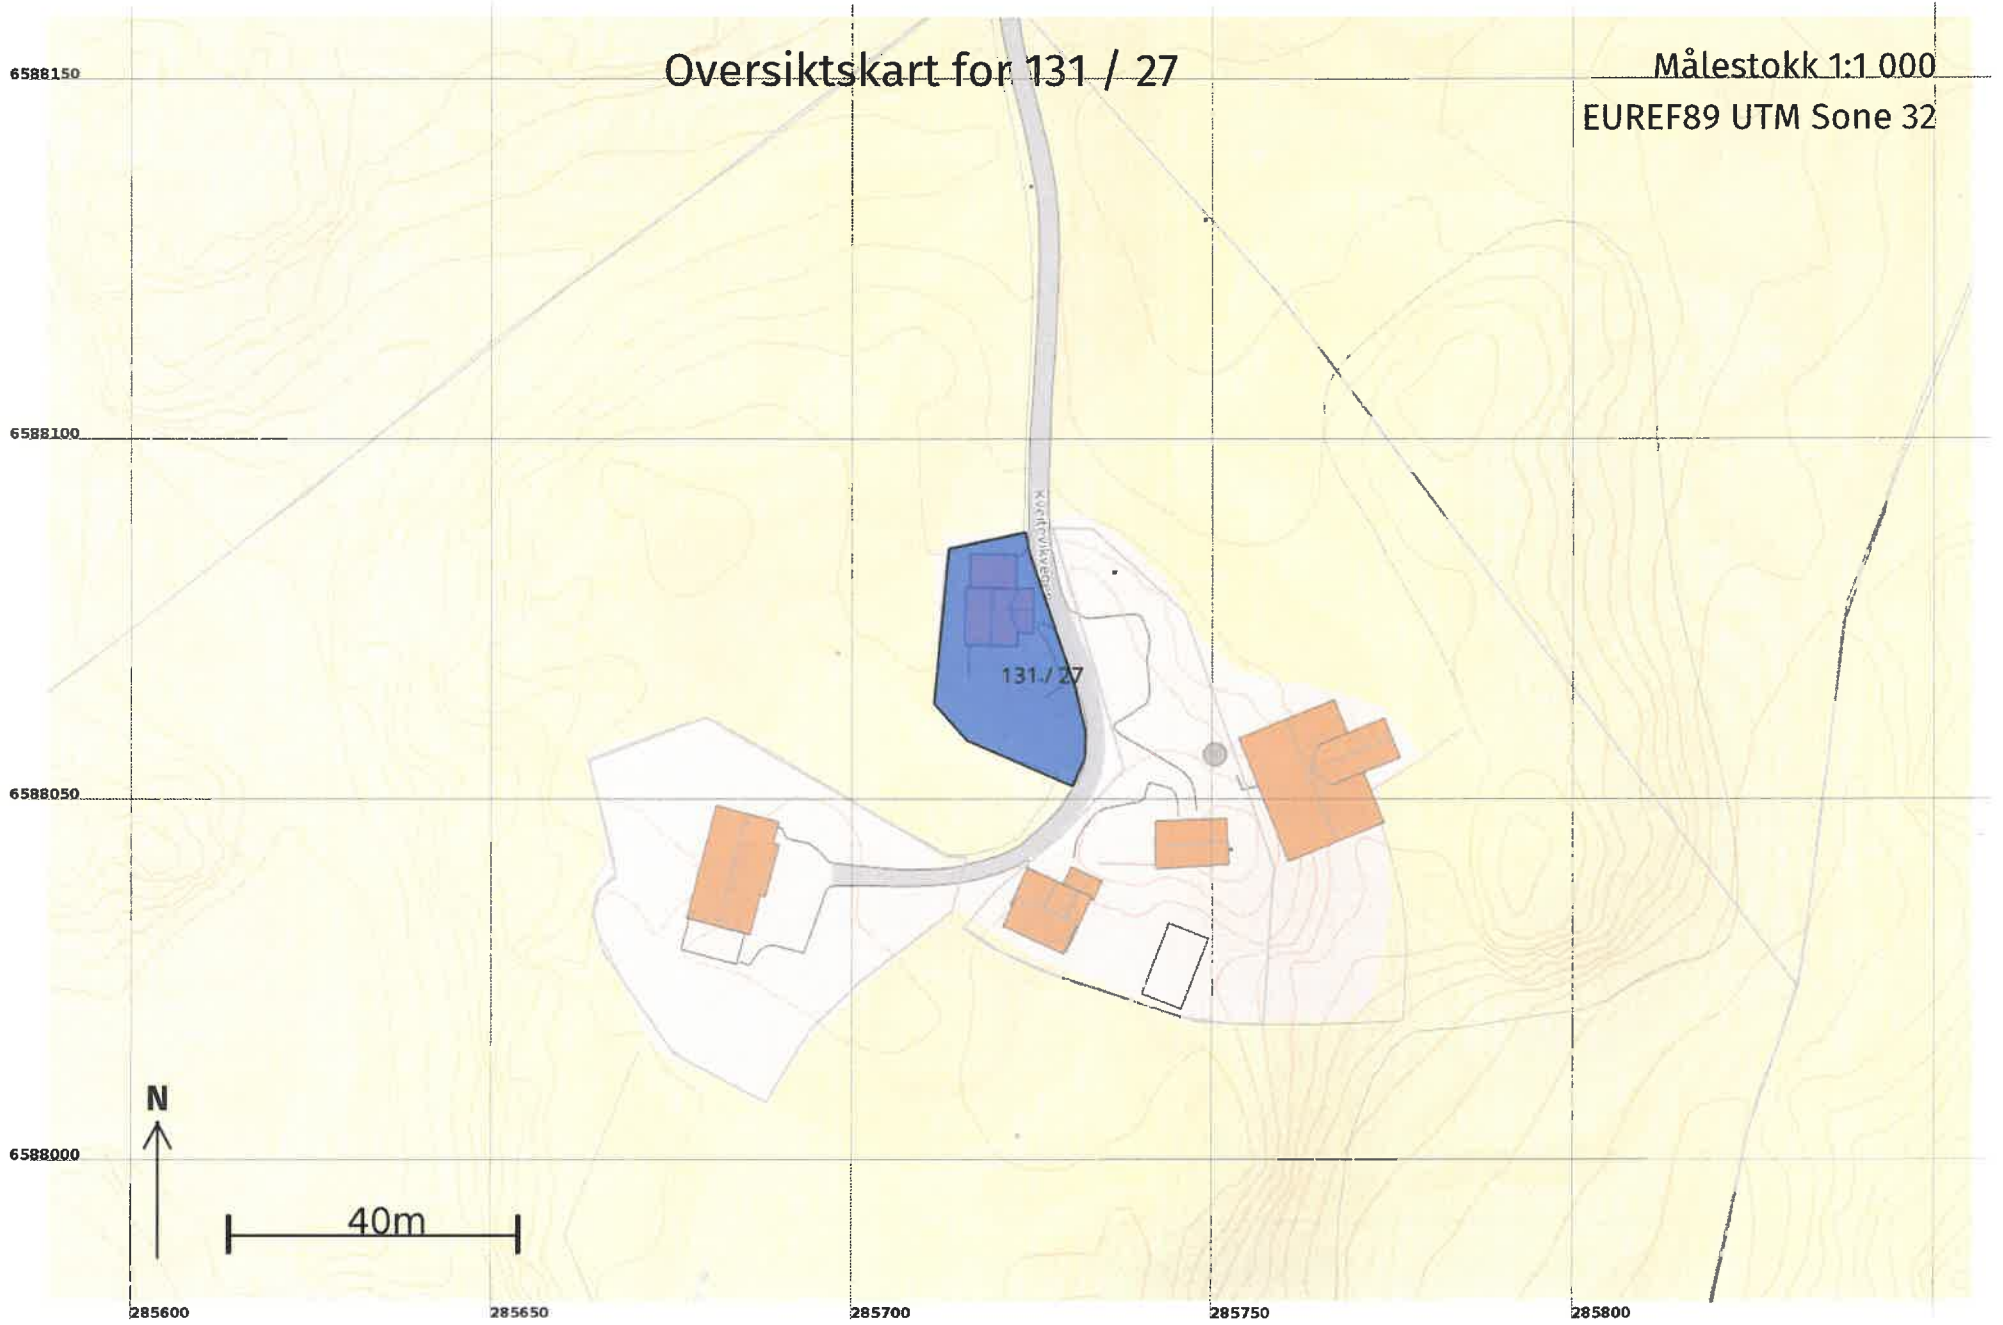 Oversiktskart for 131 / 27
Målestokk 1:1 000
EUREF89 UTM Sone 32
6588150
6588100
Kveitevikvegen
131 / 27
6588050
6588000
N
40m
285600
285650
285700
285750
285800